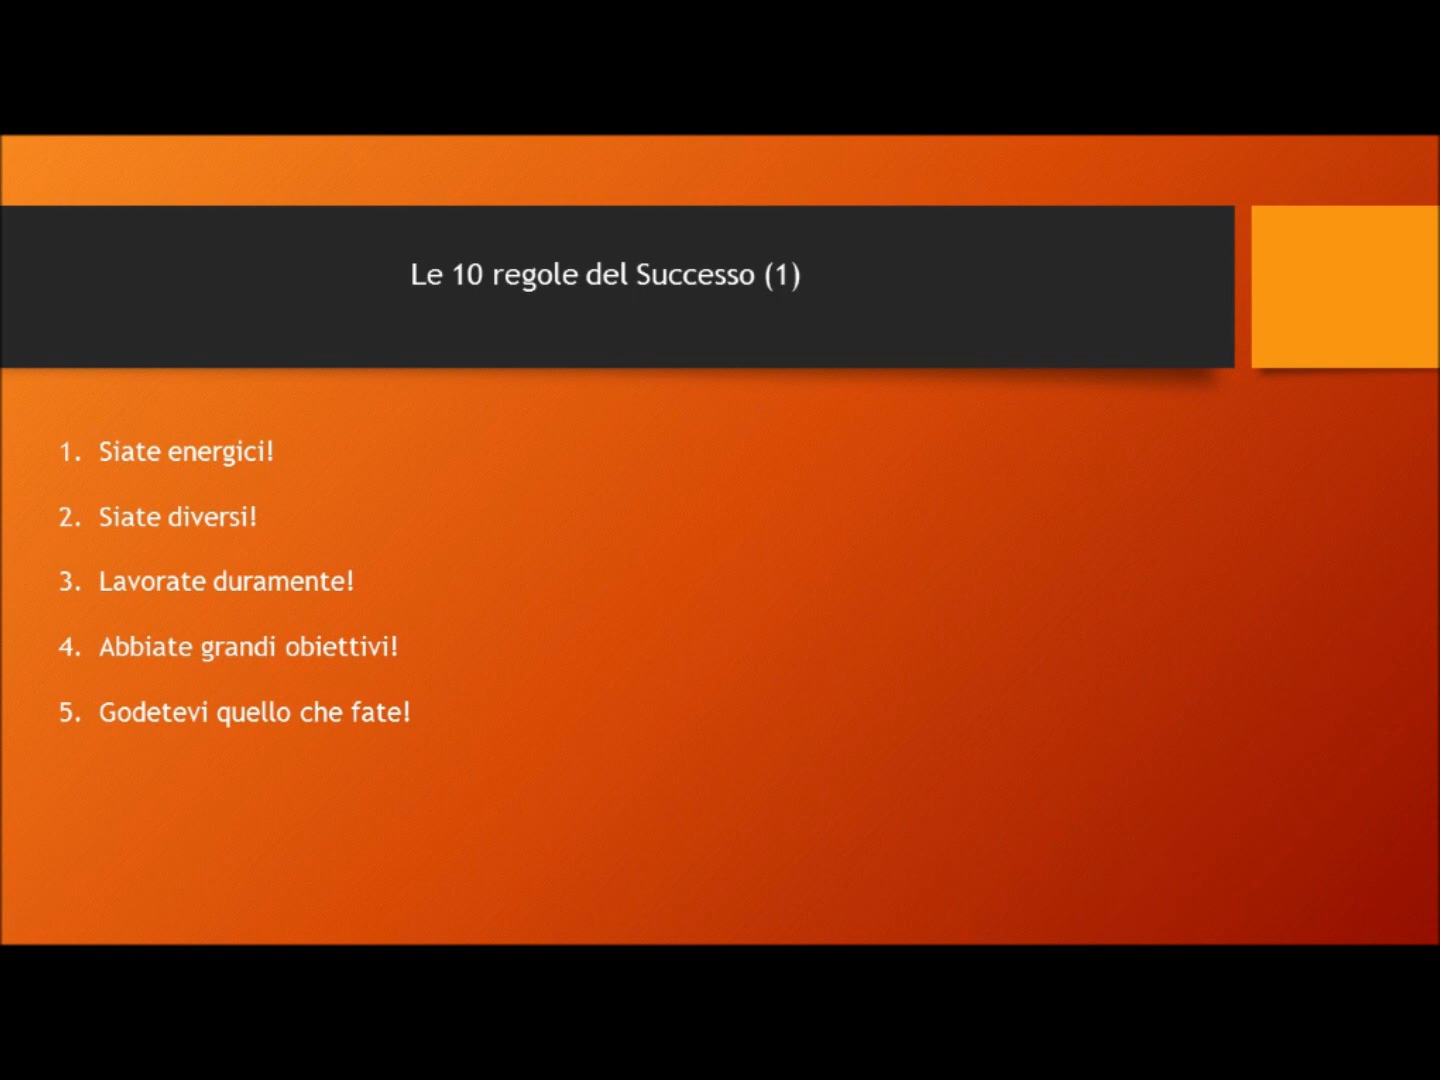 Le 10 regole del Successo (1)
1. Siate energici!
2. Siate diversi!
3. Lavorate duramente!
4. Abbiate grandi obiettivi!
5. Godetevi quello che fate!